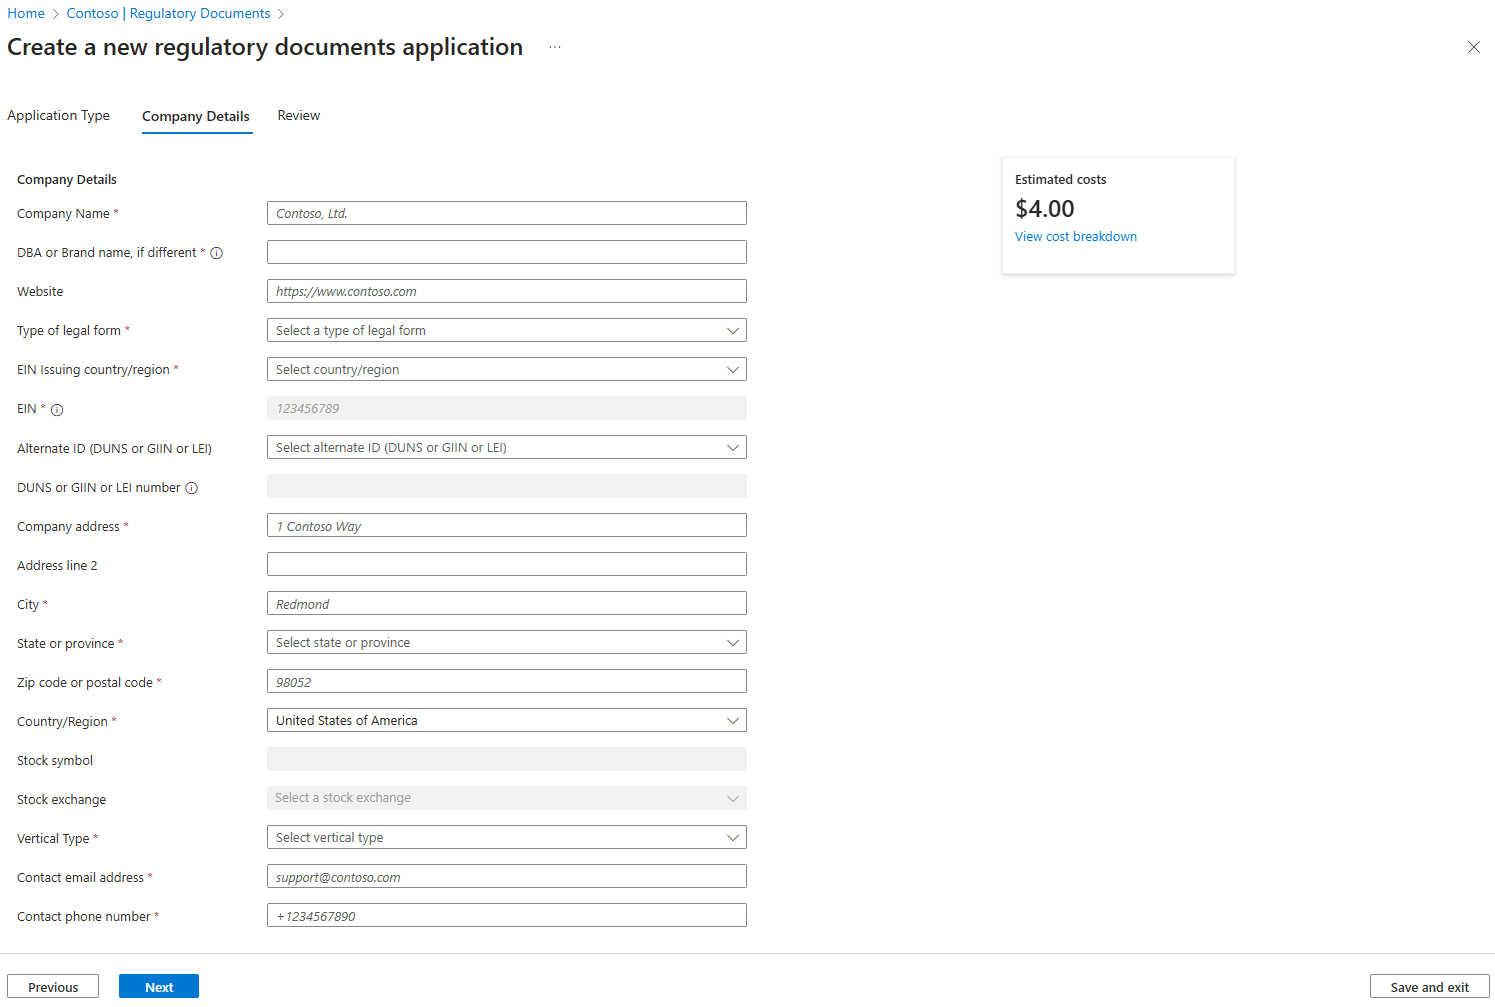 Home > Contoso | Regulatory Documents >
Create a new regulatory documents application ...
Application Type Company Details Review
Company Details
Company Name * Contoso, Ltd.
DBA or Brand name, if different *
Website https://www.contoso.com
Type of legal form * Select a type of legal form
EIN Issuing country/region * Select country/region
EIN * 123456789
Alternate ID (DUNS or GIIN or LEI) Select alternate ID (DUNS or GIIN or LEI)
DUNS or GIIN or LEI number
Company address * 1 Contoso Way
Address line 2
City * Redmond
State or province * Select state or province
Zip code or postal code * 98052
Country/Region * United States of America
Stock symbol
Stock exchange Select a stock exchange
Vertical Type * Select vertical type
Contact email address * support@contoso.com
Contact phone number * +1234567890
Estimated costs
$4.00
View cost breakdown
Previous Next Save and exit